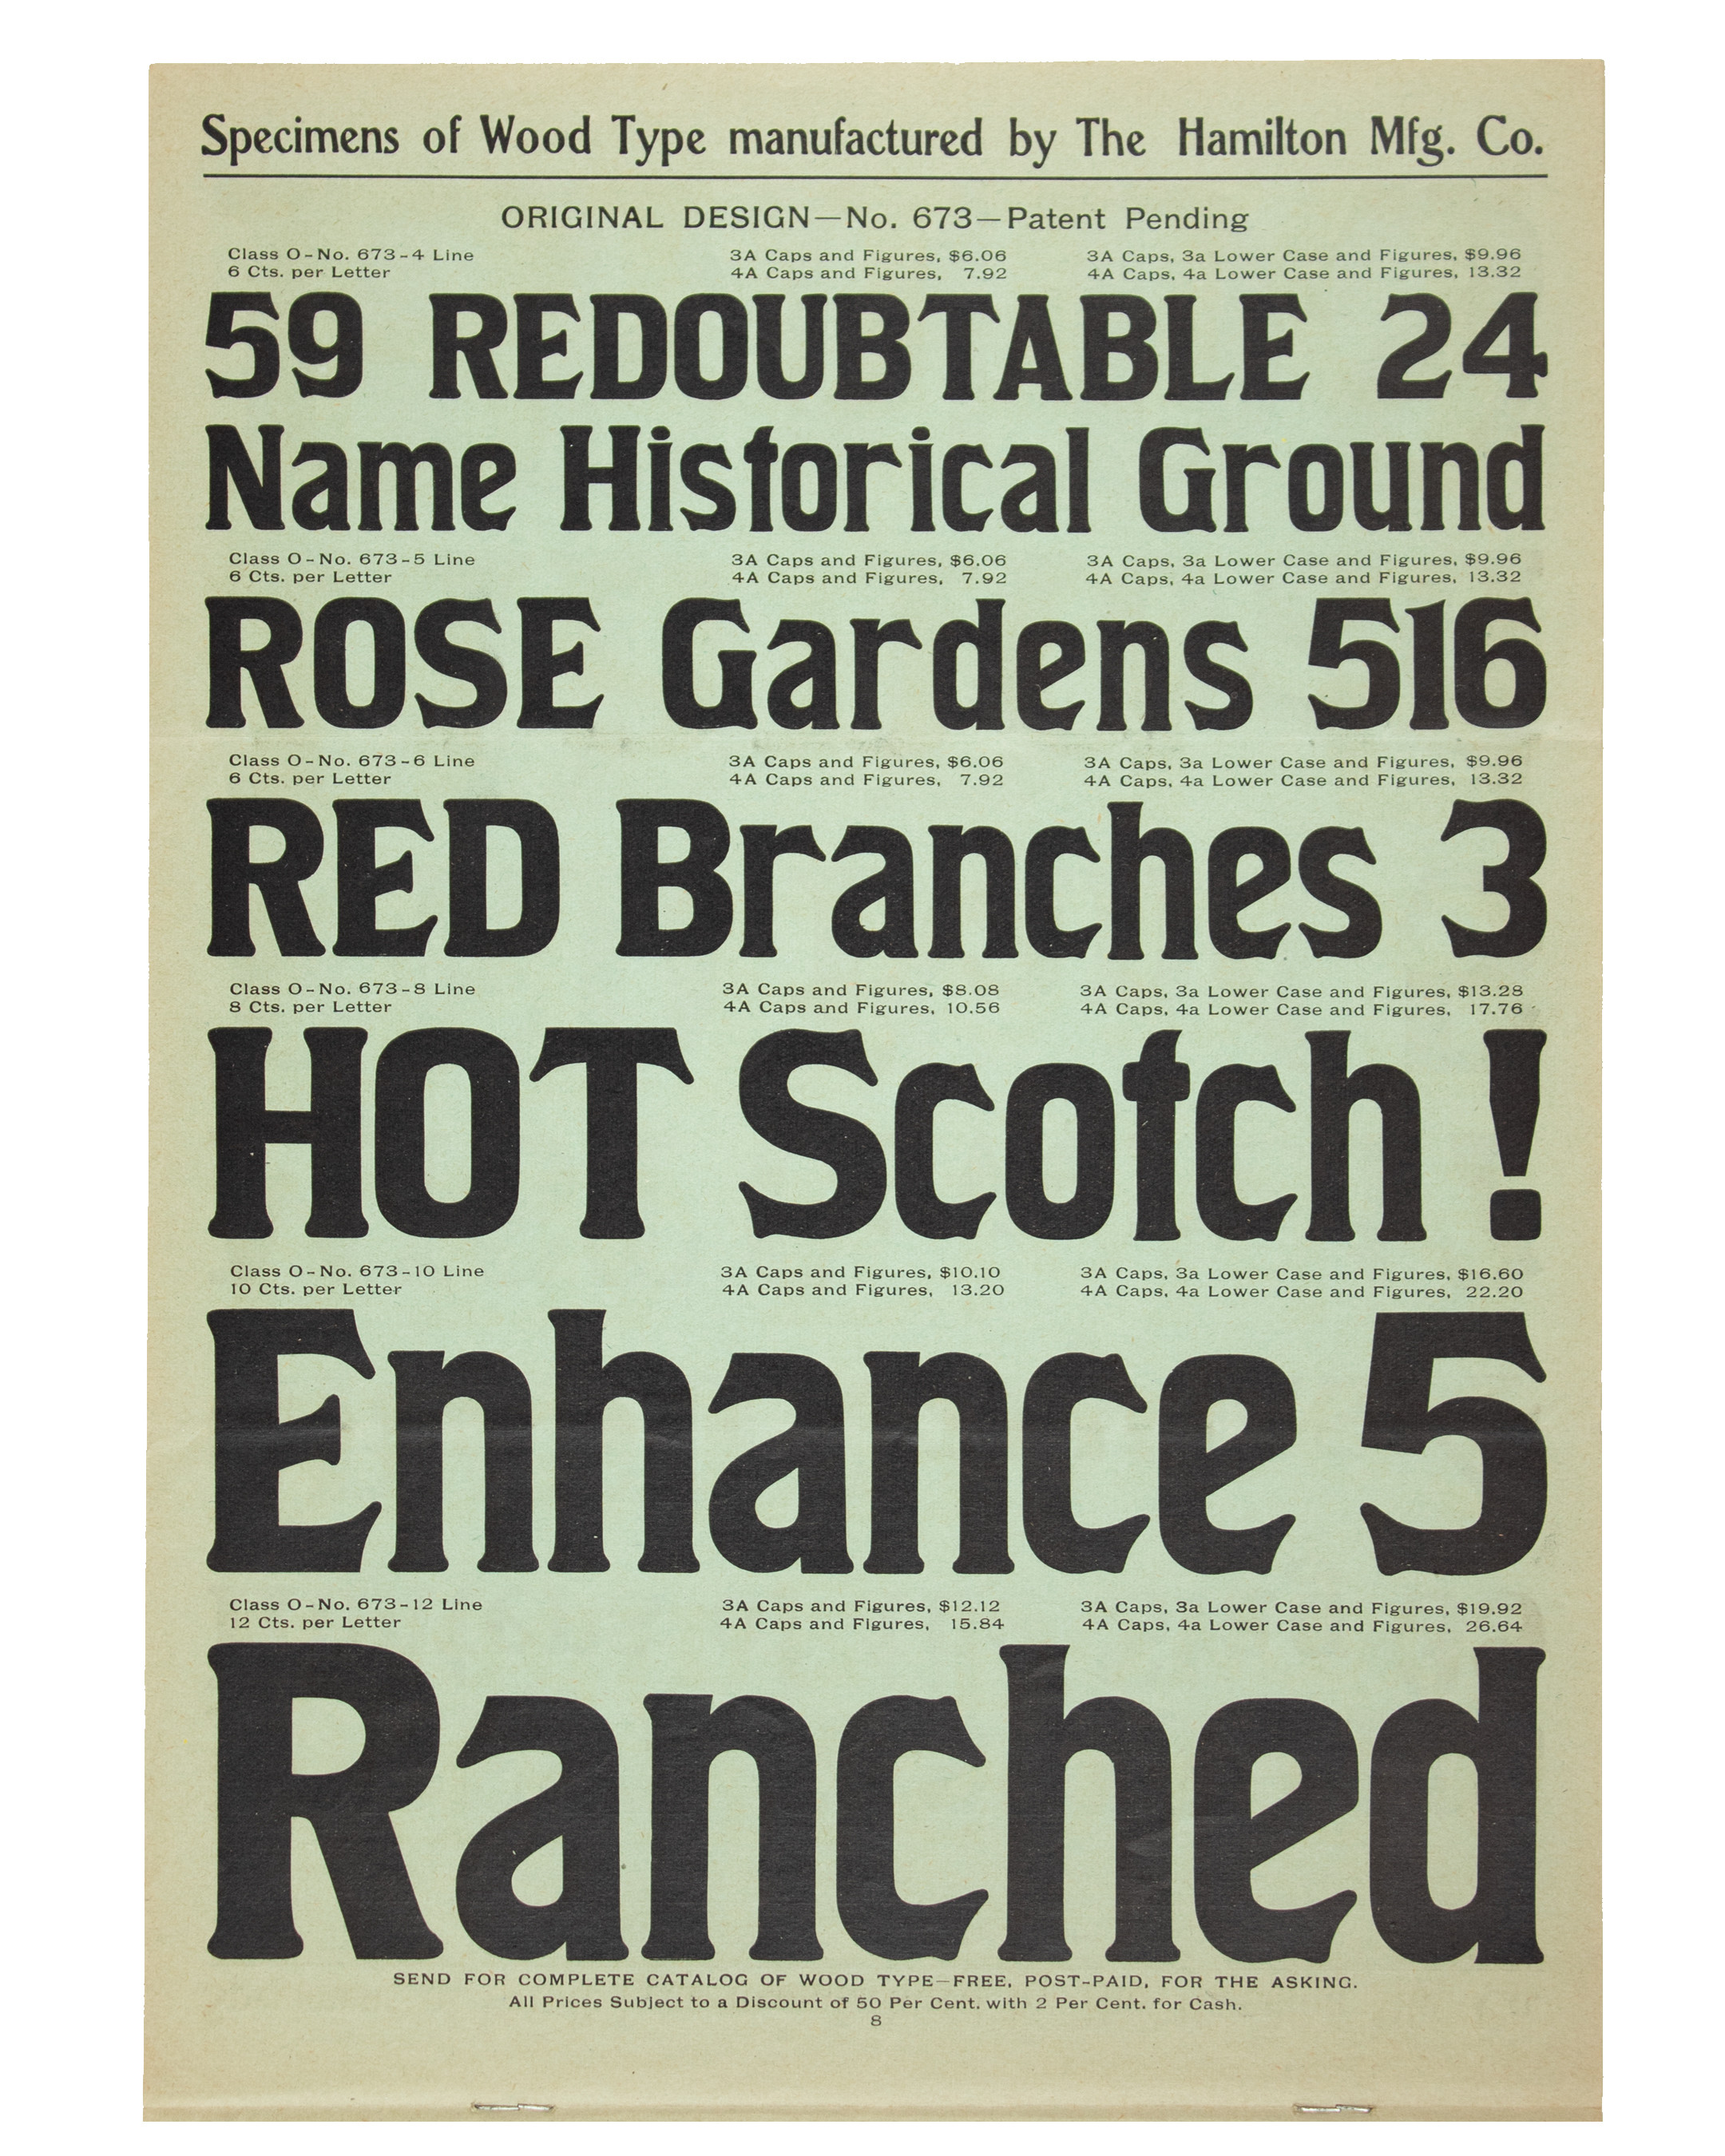 Specimens of Wood Type manufactured by The Hamilton Mfg. Co.
ORIGINAL DESIGN—No. 673—Patent Pending
Class O-No. 673-4 Line 3A Caps and Figures, $6.06 3A Caps, 3a Lower Case and Figures, $9.96
6 Cts. per Letter 4A Caps and Figures, 7.92 4A Caps, 4a Lower Case and Figures, 13.32
59 REDOUBTABLE 24
Name Historical Ground
Class O-No. 673-5 Line 3A Caps and Figures, $6.06 3A Caps, 3a Lower Case and Figures, $9.96
6 Cts. per Letter 4A Caps and Figures, 7.92 4A Caps, 4a Lower Case and Figures, 13.32
ROSE Gardens 516
Class O-No. 673-6 Line 3A Caps and Figures, $6.06 3A Caps, 3a Lower Case and Figures, $9.96
6 Cts. per Letter 4A Caps and Figures, 7.92 4A Caps, 4a Lower Case and Figures, 13.32
RED Branches 3
Class O-No. 673-8 Line 3A Caps and Figures, $8.08 3A Caps, 3a Lower Case and Figures, $13.28
8 Cts. per Letter 4A Caps and Figures, 10.56 4A Caps, 4a Lower Case and Figures, 17.76
HOT Scotch !
Class O-No. 673-10 Line 3A Caps and Figures, $10.10 3A Caps, 3a Lower Case and Figures, $16.60
10 Cts. per Letter 4A Caps and Figures, 13.20 4A Caps, 4a Lower Case and Figures, 22.20
Enhance 5
Class O-No. 673-12 Line 3A Caps and Figures, $12.12 3A Caps, 3a Lower Case and Figures, $19.92
12 Cts. per Letter 4A Caps and Figures, 15.84 4A Caps, 4a Lower Case and Figures, 26.64
Ranched
SEND FOR COMPLETE CATALOG OF WOOD TYPE—FREE, POST-PAID, FOR THE ASKING.
All Prices Subject to a Discount of 50 Per Cent. with 2 Per Cent. for Cash.
8